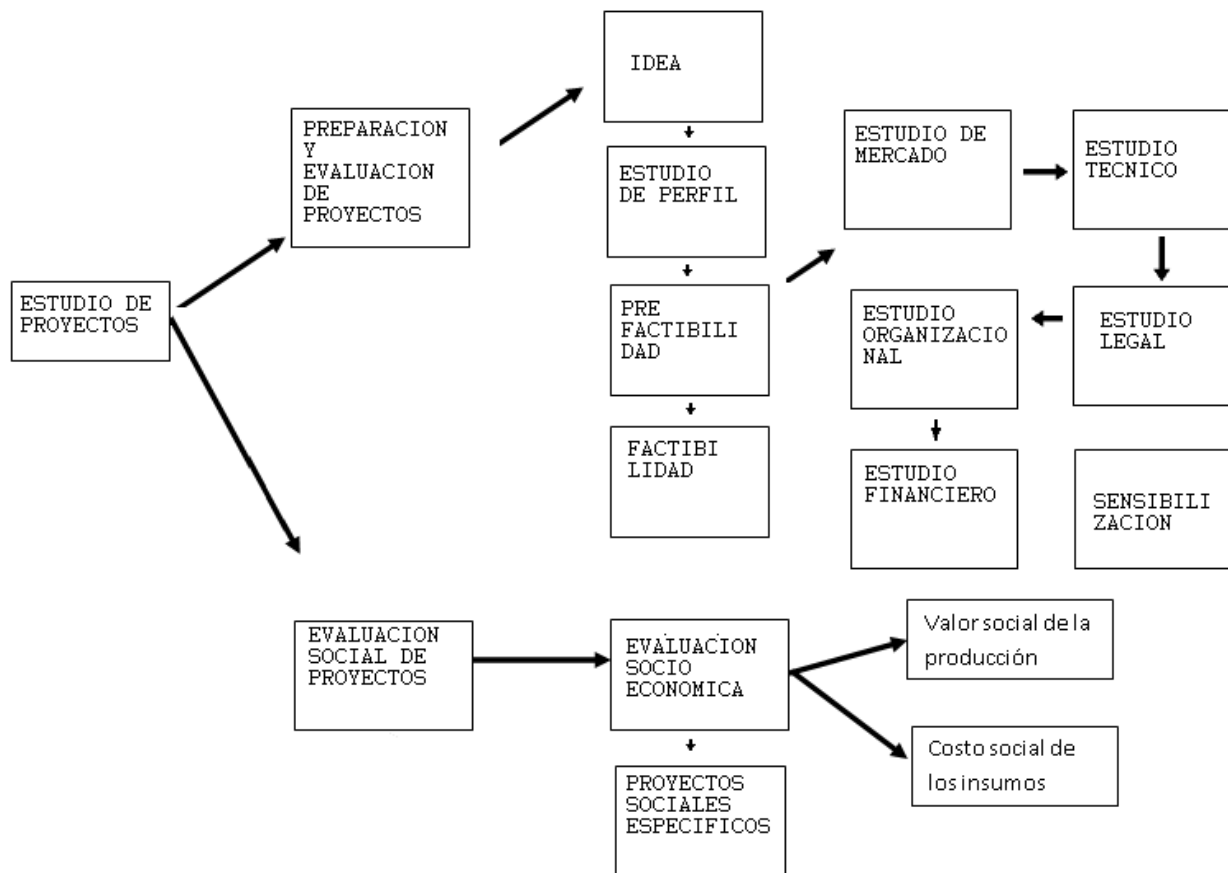 IDEA
PREPARACION
Y
EVALUACION
DE
PROYECTOS
ESTUDIO
DE PERFIL
ESTUDIO DE
MERCADO
ESTUDIO
TECNICO
ESTUDIO DE
PROYECTOS
PRE
FACTIBILI
DAD
ESTUDIO
ORGANIZACIO
NAL
ESTUDIO
LEGAL
FACTIBI
LIDAD
ESTUDIO
FINANCIERO
SENSIBILI
ZACION
EVALUACION
SOCIAL DE
PROYECTOS
EVALUACION
SOCIO
ECONOMICA
Valor social de la
producción
Costo social de
los insumos
PROYECTOS
SOCIALES
ESPECIFICOS